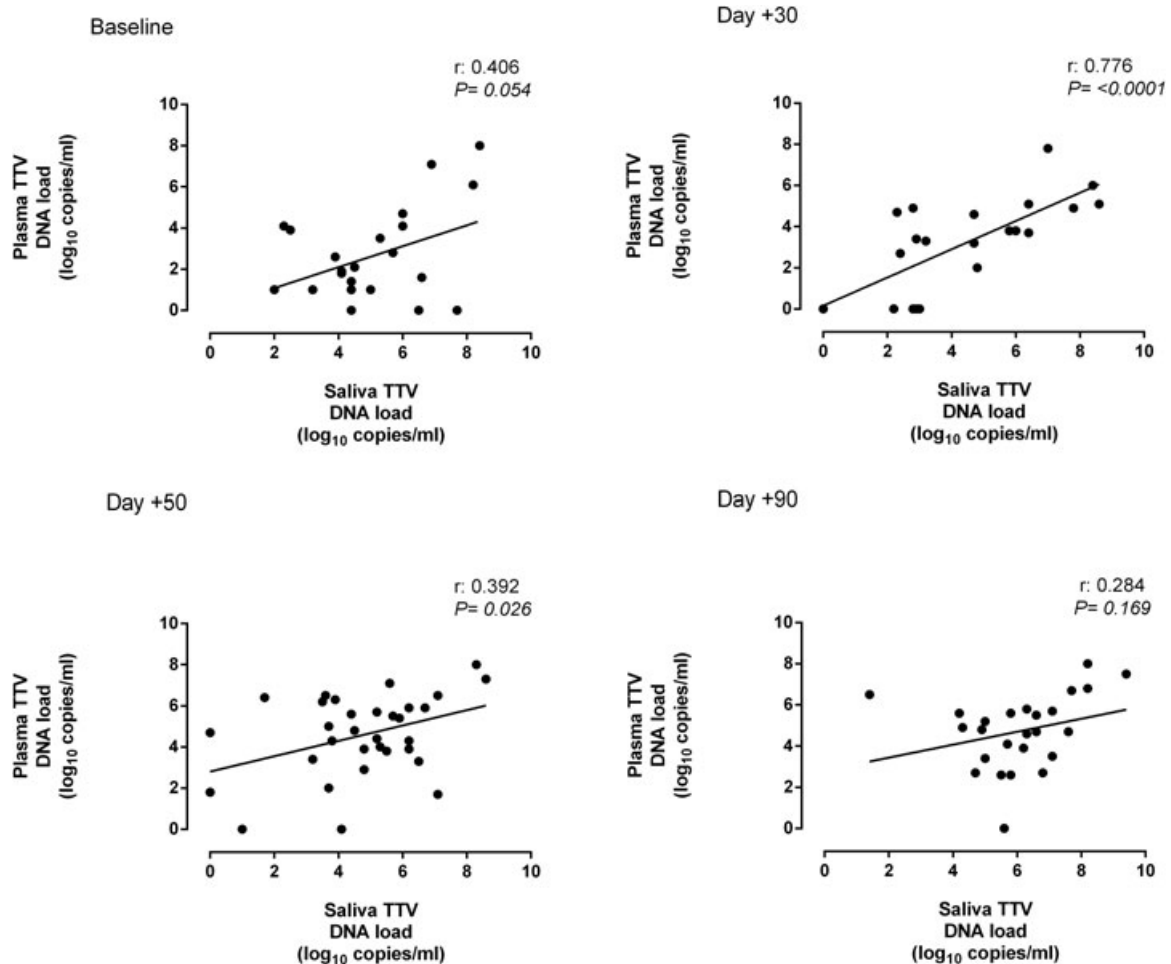 Baseline
r: 0.406
P= 0.054
Plasma TTV
DNA load
(log₁₀ copies/ml)
10
8
6
4
2
0
0 2 4 6 8 10
Saliva TTV
DNA load
(log₁₀ copies/ml)
Day +30
r: 0.776
P= <0.0001
Plasma TTV
DNA load
(log₁₀ copies/ml)
10
8
6
4
2
0
0 2 4 6 8 10
Saliva TTV
DNA load
(log₁₀ copies/ml)
Day +50
r: 0.392
P= 0.026
Plasma TTV
DNA load
(log₁₀ copies/ml)
10
8
6
4
2
0
0 2 4 6 8 10
Saliva TTV
DNA load
(log₁₀ copies/ml)
Day +90
r: 0.284
P= 0.169
Plasma TTV
DNA load
(log₁₀ copies/ml)
10
8
6
4
2
0
0 2 4 6 8 10
Saliva TTV
DNA load
(log₁₀ copies/ml)